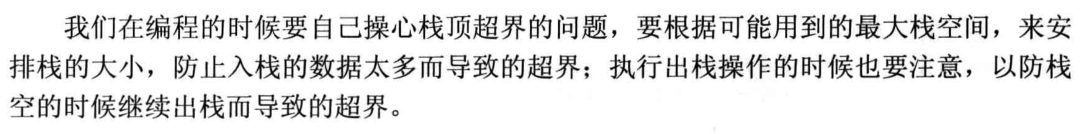 我们在编程的时候要自己操心栈顶超界的问题，要根据可能用到的最大栈空间，来安
排栈的大小，防止入栈的数据太多而导致的超界；执行出栈操作的时候也要注意，以防栈
空的时候继续出栈而导致的超界。